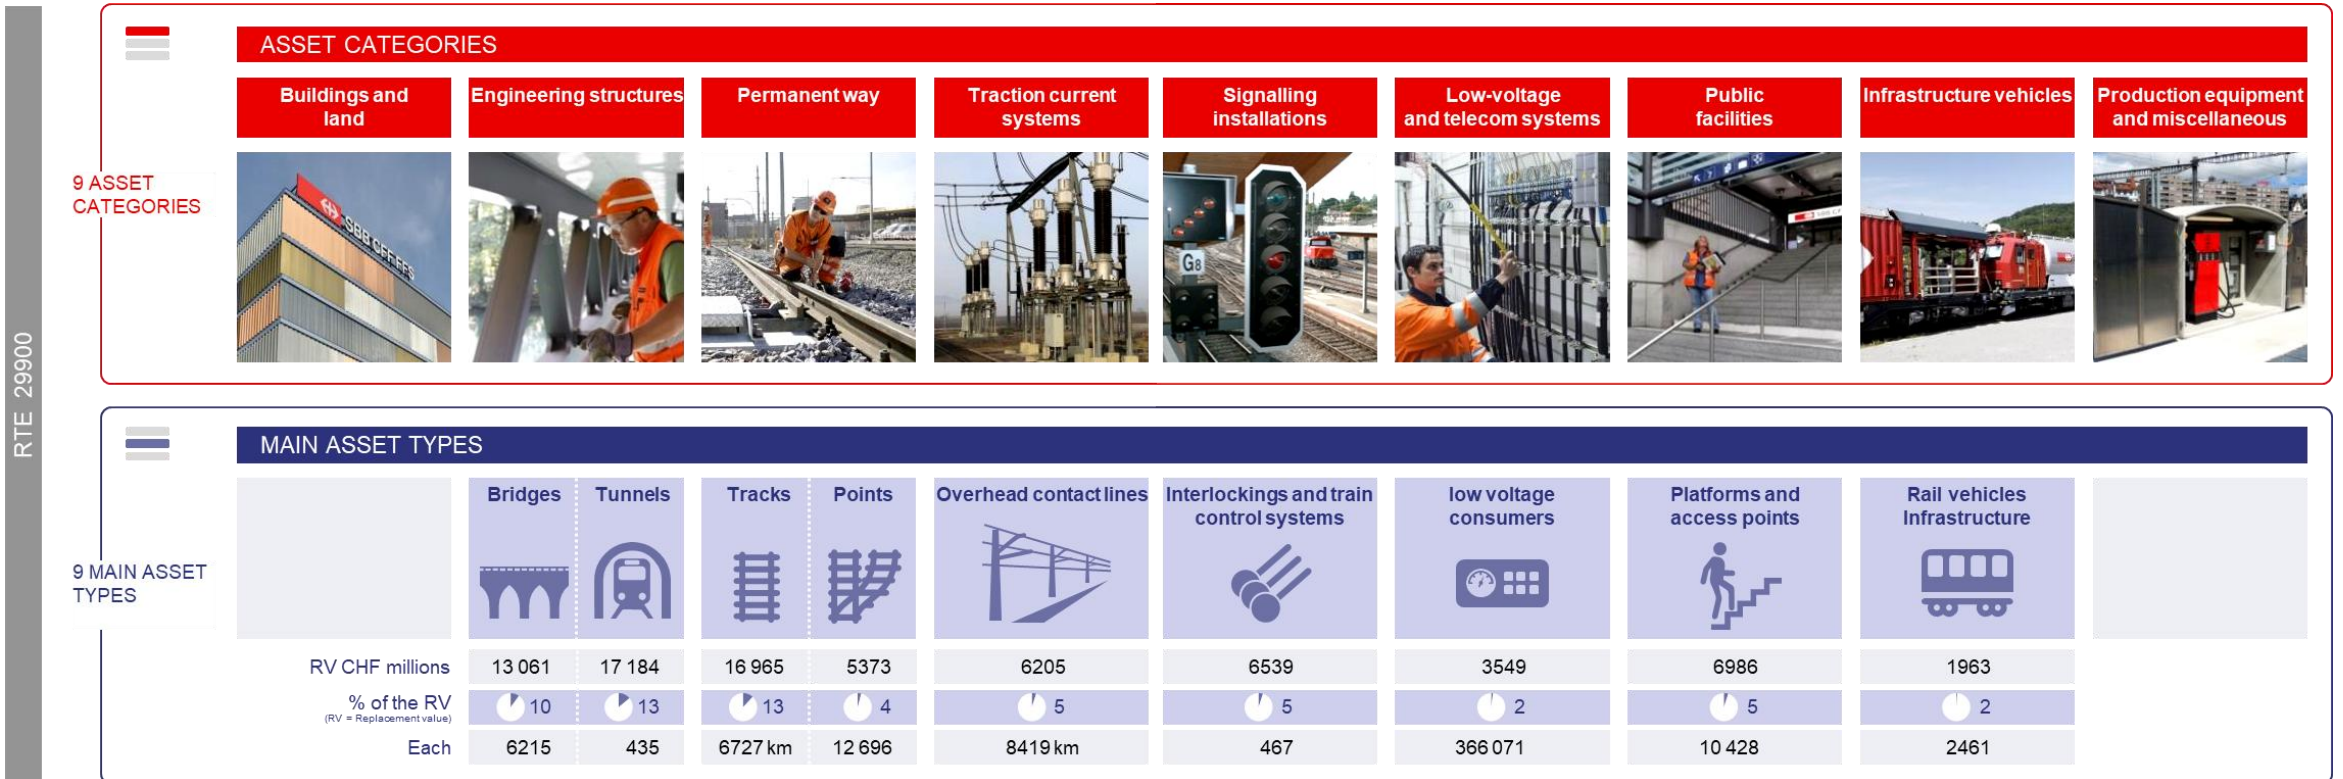 RTE 29900
ASSET CATEGORIES
9 ASSET
CATEGORIES
Buildings and
land
Engineering structures
Permanent way
Traction current
systems
Signalling
installations
Low-voltage
and telecom systems
Public
facilities
Infrastructure vehicles
Production equipment
and miscellaneous
SBB CFF FFS
G8
MAIN ASSET TYPES
9 MAIN ASSET
TYPES
Bridges
Tunnels
Tracks
Points
Overhead contact lines
Interlockings and train
control systems
low voltage
consumers
Platforms and
access points
Rail vehicles
Infrastructure
RV CHF millions 13 061 17 184 16 965 5373 6205 6539 3549 6986 1963
% of the RV 10 13 13 4 5 5 2 5 2
(RV = Replacement value)
Each 6215 435 6727 km 12 696 8419 km 467 366 071 10 428 2461